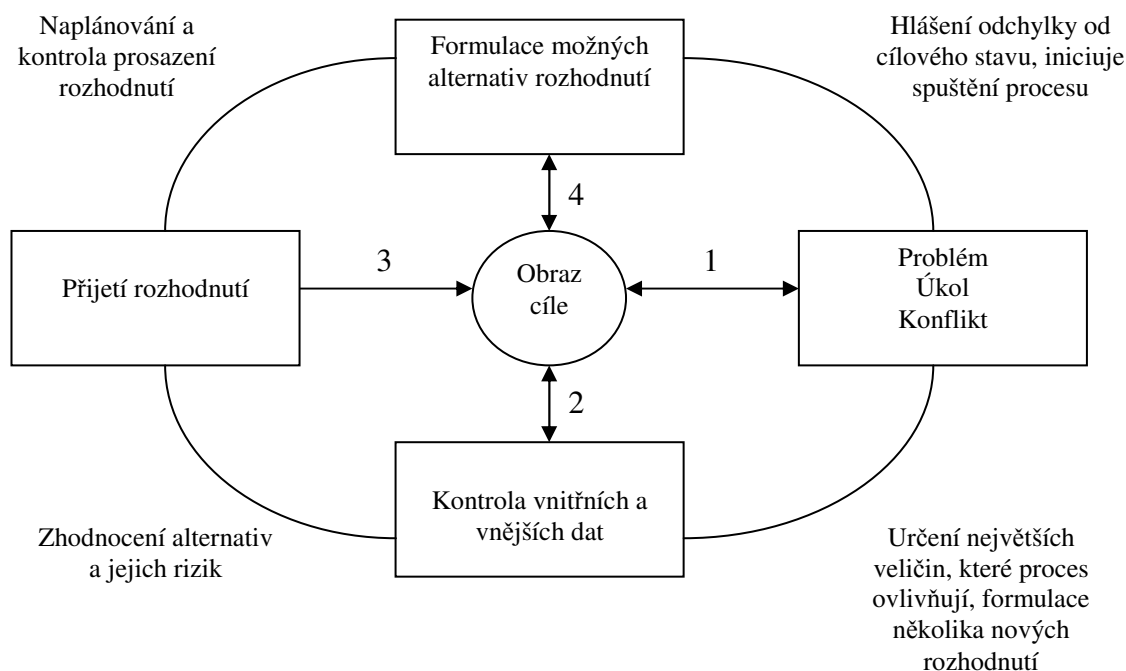 Naplánování a
kontrola prosazení
rozhodnutí
Formulace možných
alternativ rozhodnutí
Hlášení odchylky od
cílového stavu, iniciuje
spuštění procesu
4
Přijetí rozhodnutí
3
Obraz
cíle
1
Problém
Úkol
Konflikt
2
Kontrola vnitřních a
vnějších dat
Zhodnocení alternativ
a jejich rizik
Určení největších
veličin, které proces
ovlivňují, formulace
několika nových
rozhodnutí